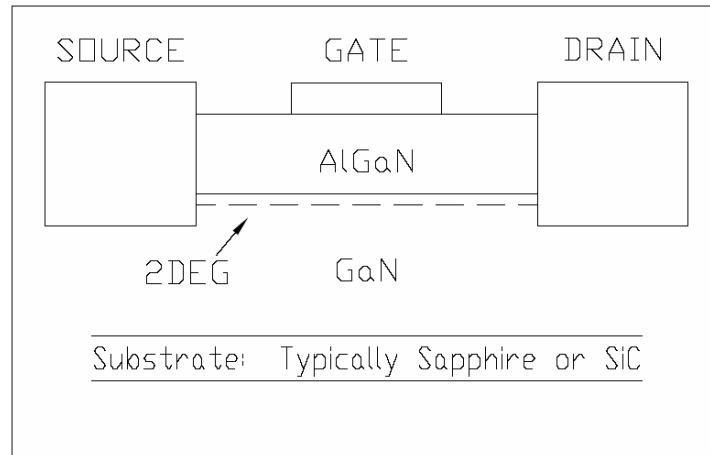 SOURCE GATE DRAIN
AlGaN
2DEG GaN
Substrate: Typically Sapphire or SiC